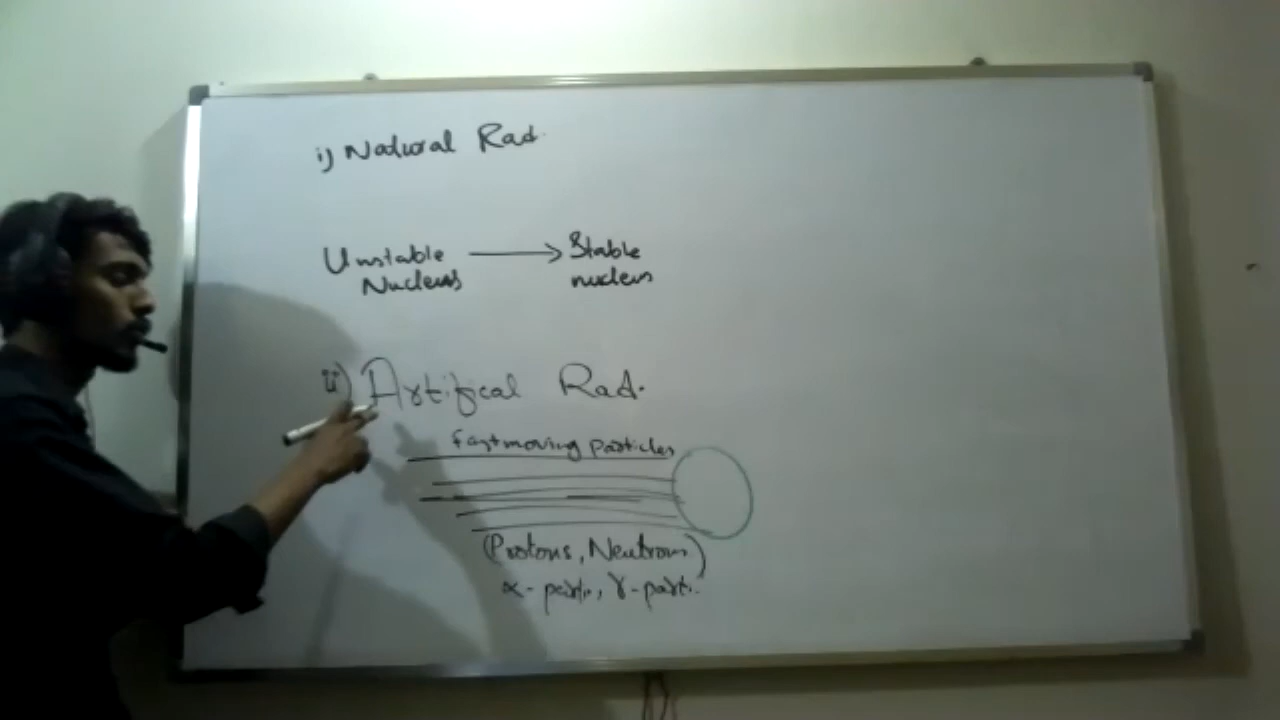 i) Natural Rad.
Unstable → Stable
Nucleus nucleus
ii) Artifical Rad.
Fast moving particles
(Protons, Neutrons)
α- parti, γ- parti.